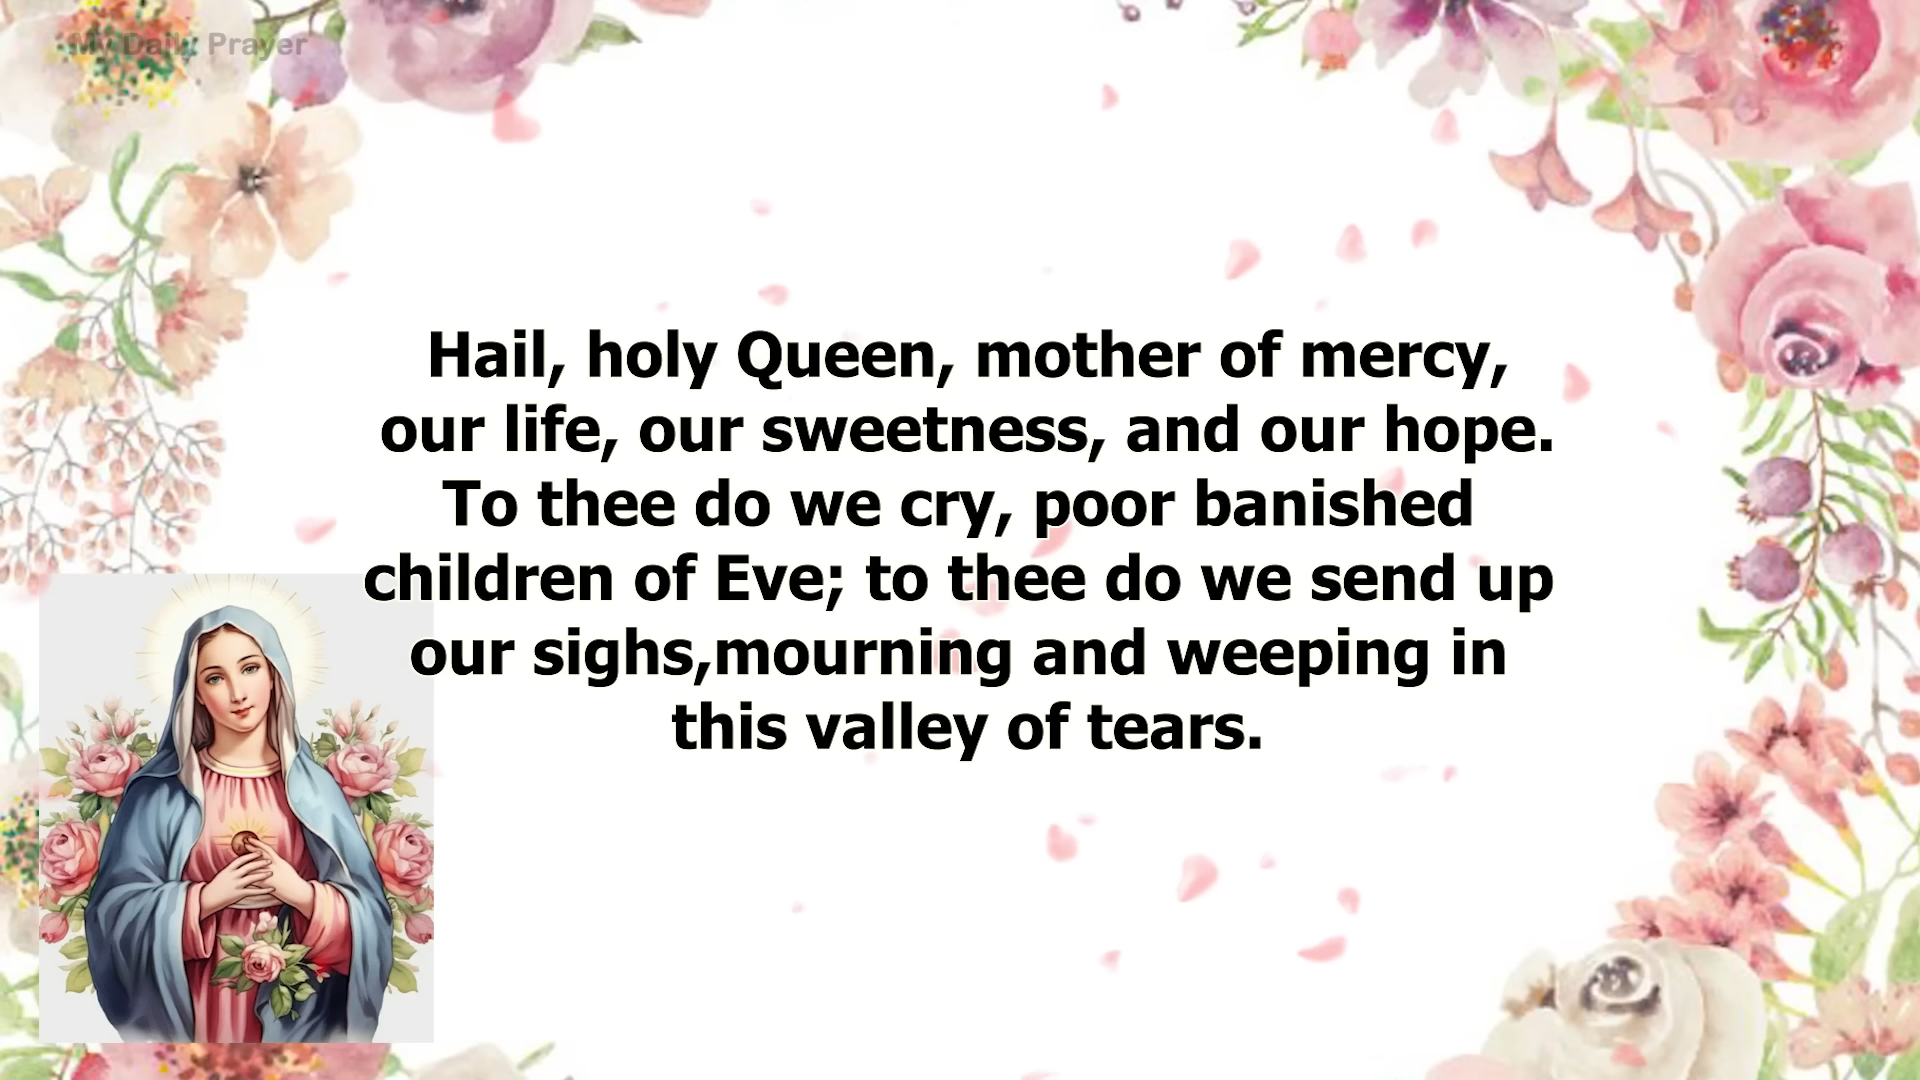 My Daily Prayer
Hail, holy Queen, mother of mercy,
our life, our sweetness, and our hope.
To thee do we cry, poor banished
children of Eve; to thee do we send up
our sighs,mourning and weeping in
this valley of tears.